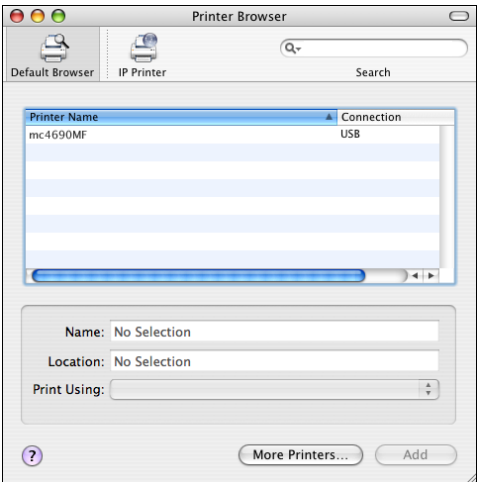 Printer Browser
Default Browser
IP Printer
Search
Printer Name
Connection
mc4690MF
USB
Name: No Selection
Location: No Selection
Print Using:
?
More Printers...
Add